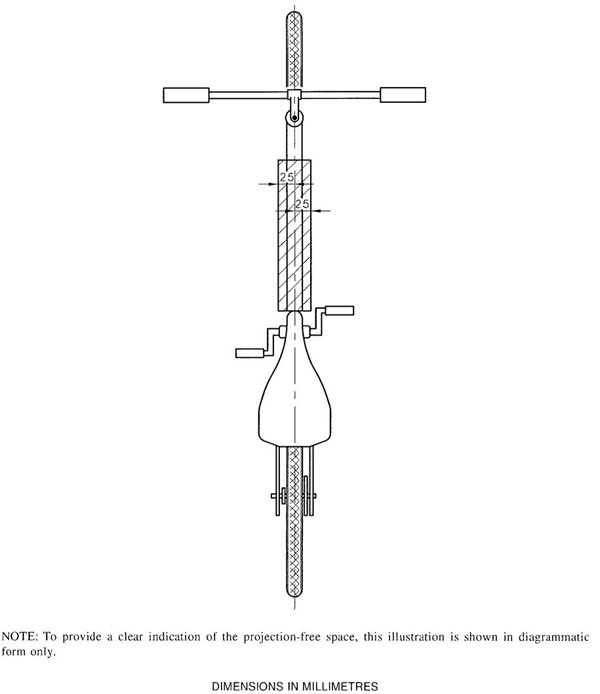 25
25
NOTE: To provide a clear indication of the projection-free space, this illustration is shown in diagrammatic
form only.
DIMENSIONS IN MILLIMETRES